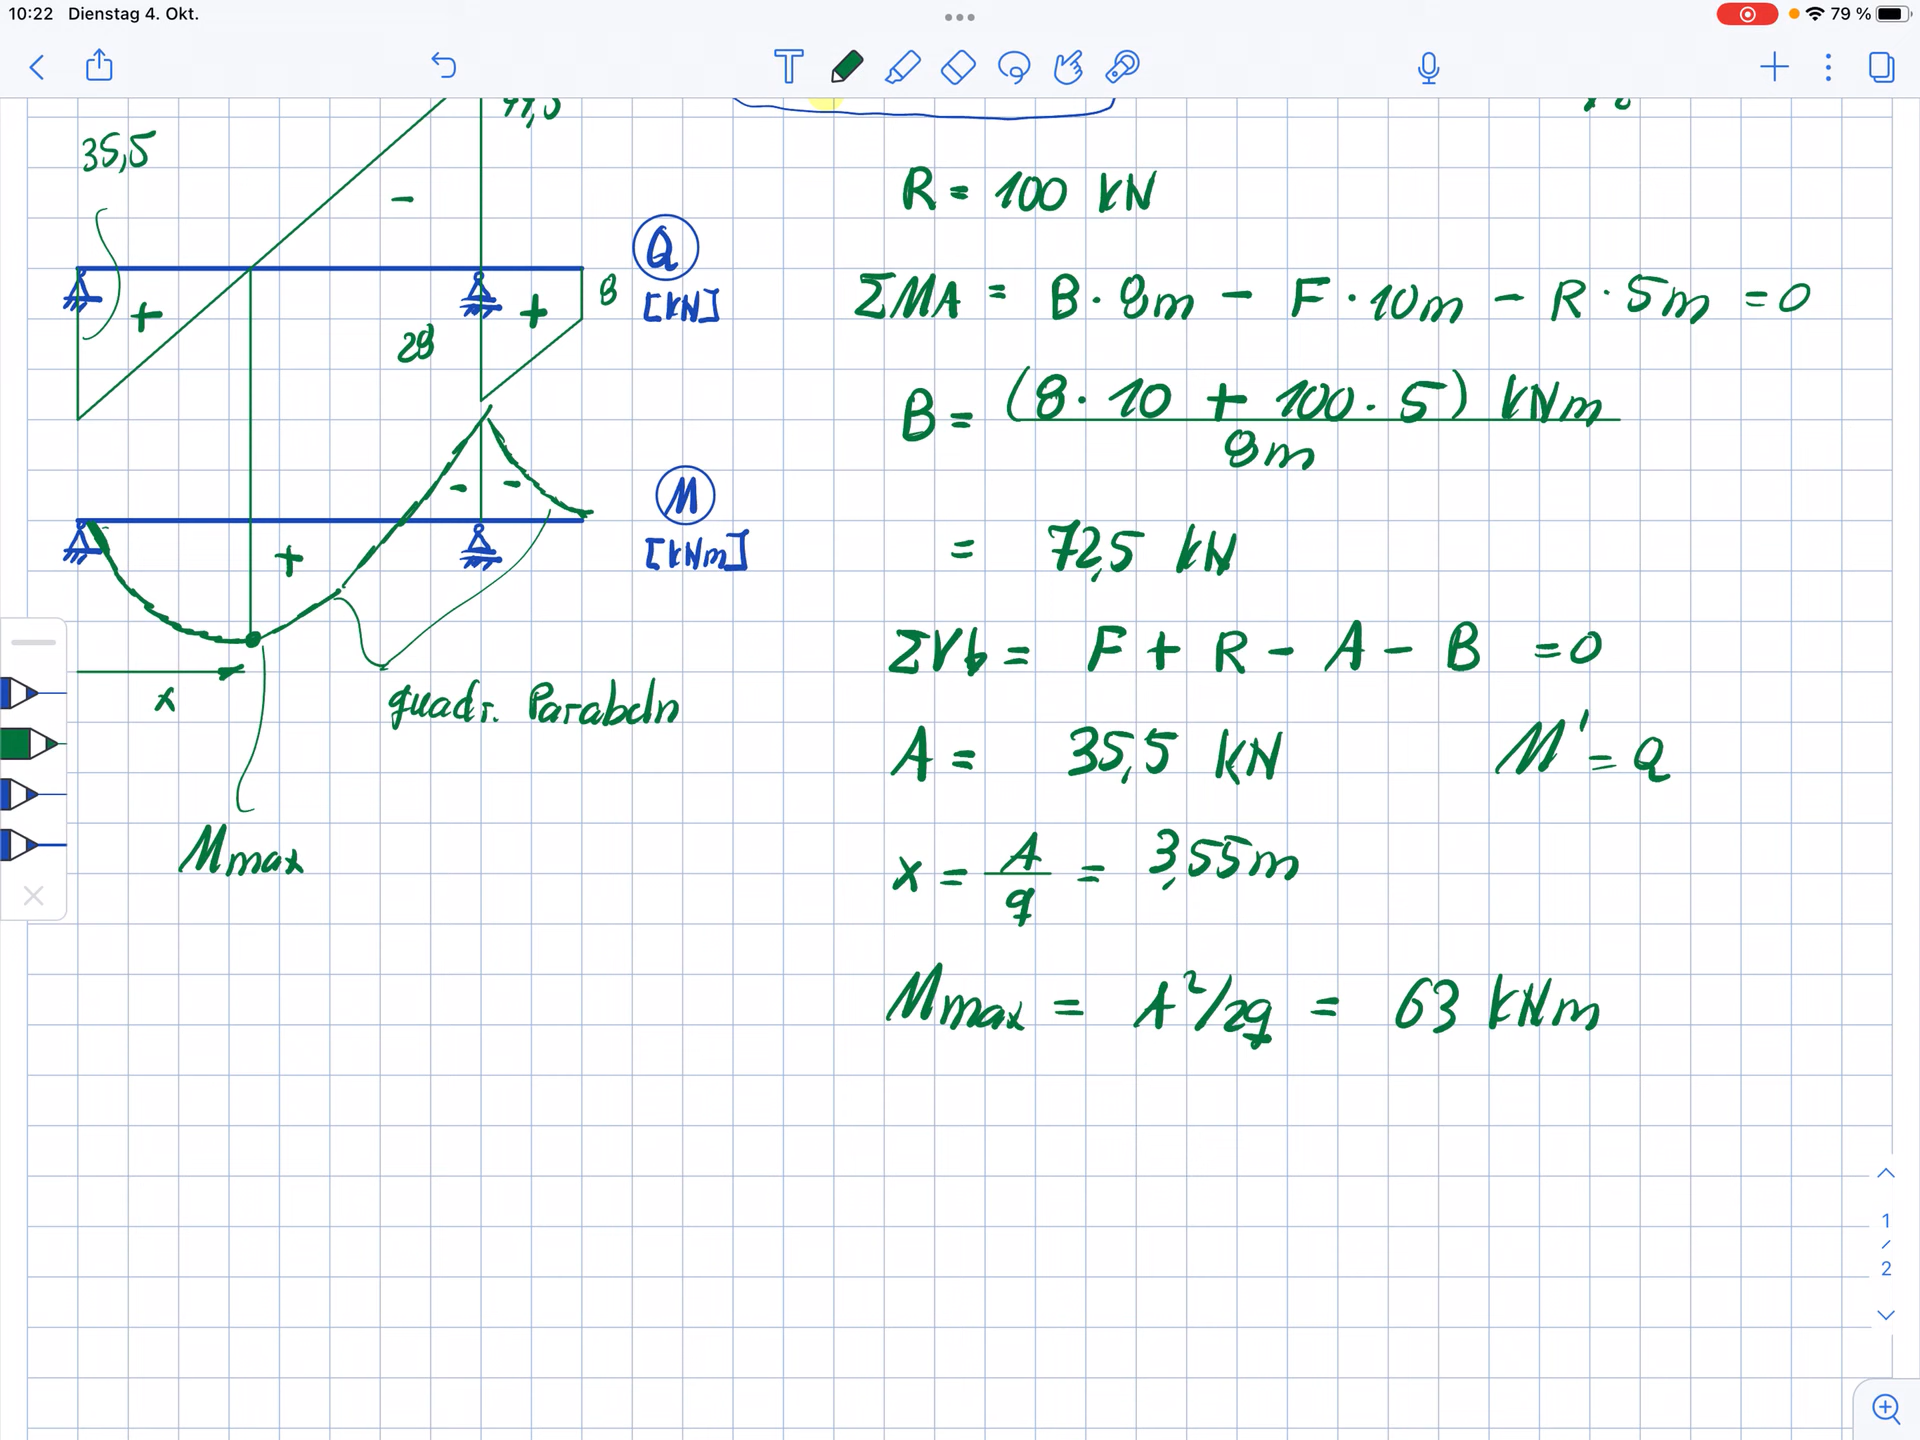 10:22 Dienstag 4. Okt.
79 %
35,5
-
Q
[kN]
+
+
8
28
M
[kNm]
-
-
+
x
quadr. Parabeln
Mmax
R = 100 kN
ΣMA = B · 8m - F · 10m - R · 5m = 0
B = (8 · 10 + 100 · 5) kNm
8m
= 72,5 kN
ΣVb = F + R - A - B = 0
A = 35,5 kN
M' = Q
x = A/q = 3,55m
Mmax = A²/2q = 63 kNm
1
/
2